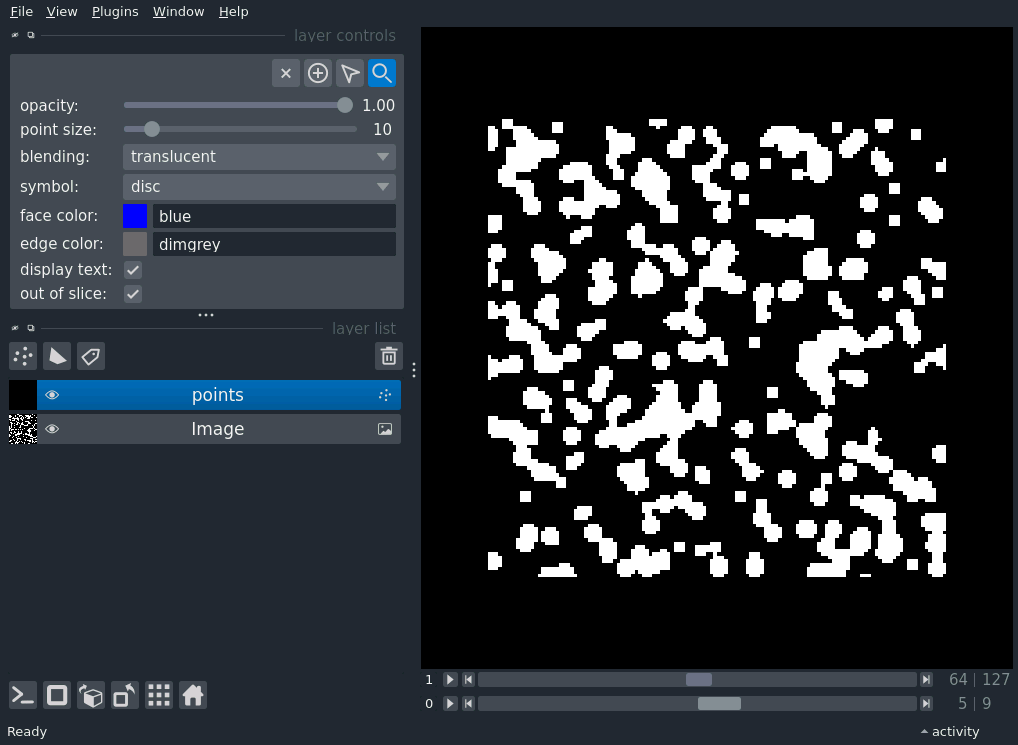 File View Plugins Window Help
layer controls
opacity: 1.00
point size: 10
blending: translucent
symbol: disc
face color: blue
edge color: dimgrey
display text:
out of slice:
layer list
points
Image
1 64 | 127
0 5 | 9
Ready activity